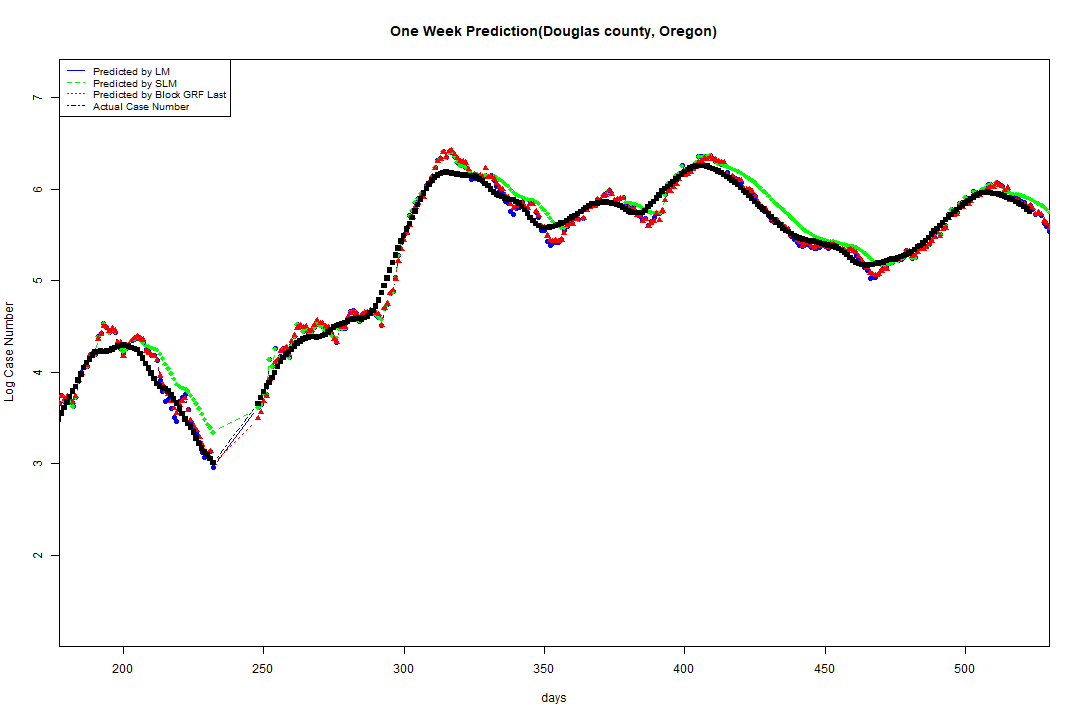 One Week Prediction(Douglas county, Oregon)
Predicted by LM
Predicted by SLM
Predicted by Block GRF Last
Actual Case Number
7
6
5
4
3
2
Log Case Number
200 250 300 350 400 450 500
days